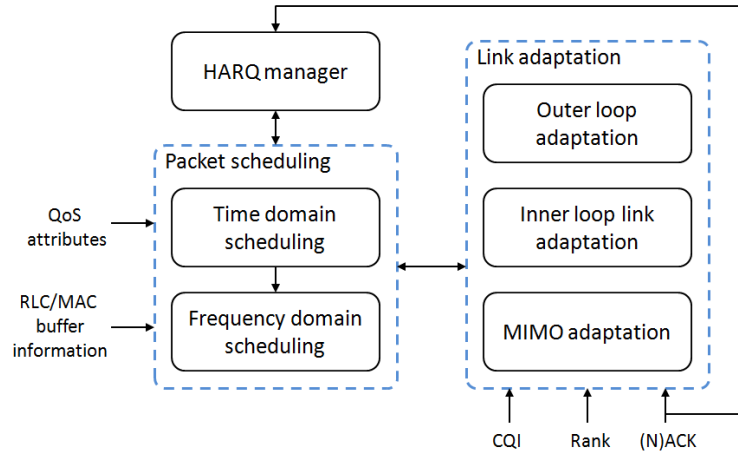 HARQ manager
Link adaptation
Outer loop
adaptation
Packet scheduling
QoS
attributes
Time domain
scheduling
Inner loop link
adaptation
RLC/MAC
buffer
information
Frequency domain
scheduling
MIMO adaptation
CQI
Rank
(N)ACK